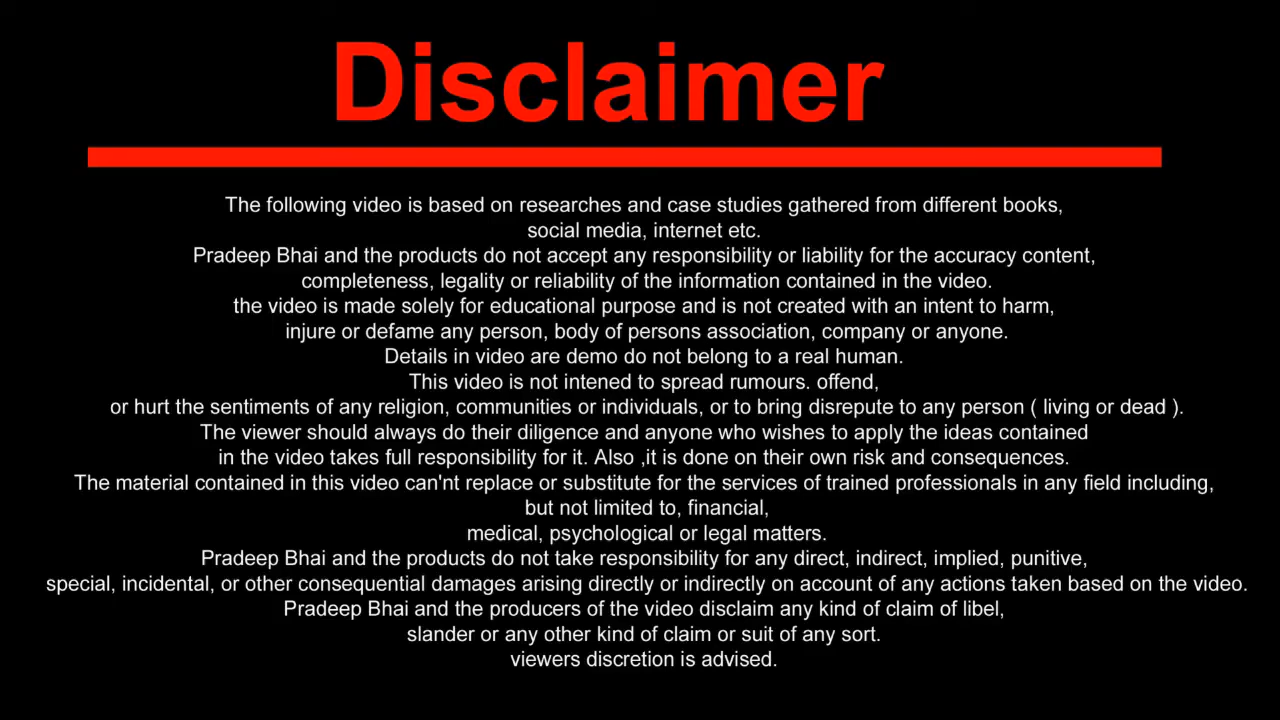 Disclaimer
The following video is based on researches and case studies gathered from different books,
social media, internet etc.
Pradeep Bhai and the products do not accept any responsibility or liability for the accuracy content,
completeness, legality or reliability of the information contained in the video.
the video is made solely for educational purpose and is not created with an intent to harm,
injure or defame any person, body of persons association, company or anyone.
Details in video are demo do not belong to a real human.
This video is not intened to spread rumours. offend,
or hurt the sentiments of any religion, communities or individuals, or to bring disrepute to any person ( living or dead ).
The viewer should always do their diligence and anyone who wishes to apply the ideas contained
in the video takes full responsibility for it. Also ,it is done on their own risk and consequences.
The material contained in this video can'nt replace or substitute for the services of trained professionals in any field including,
but not limited to, financial,
medical, psychological or legal matters.
Pradeep Bhai and the products do not take responsibility for any direct, indirect, implied, punitive,
special, incidental, or other consequential damages arising directly or indirectly on account of any actions taken based on the video.
Pradeep Bhai and the producers of the video disclaim any kind of claim of libel,
slander or any other kind of claim or suit of any sort.
viewers discretion is advised.